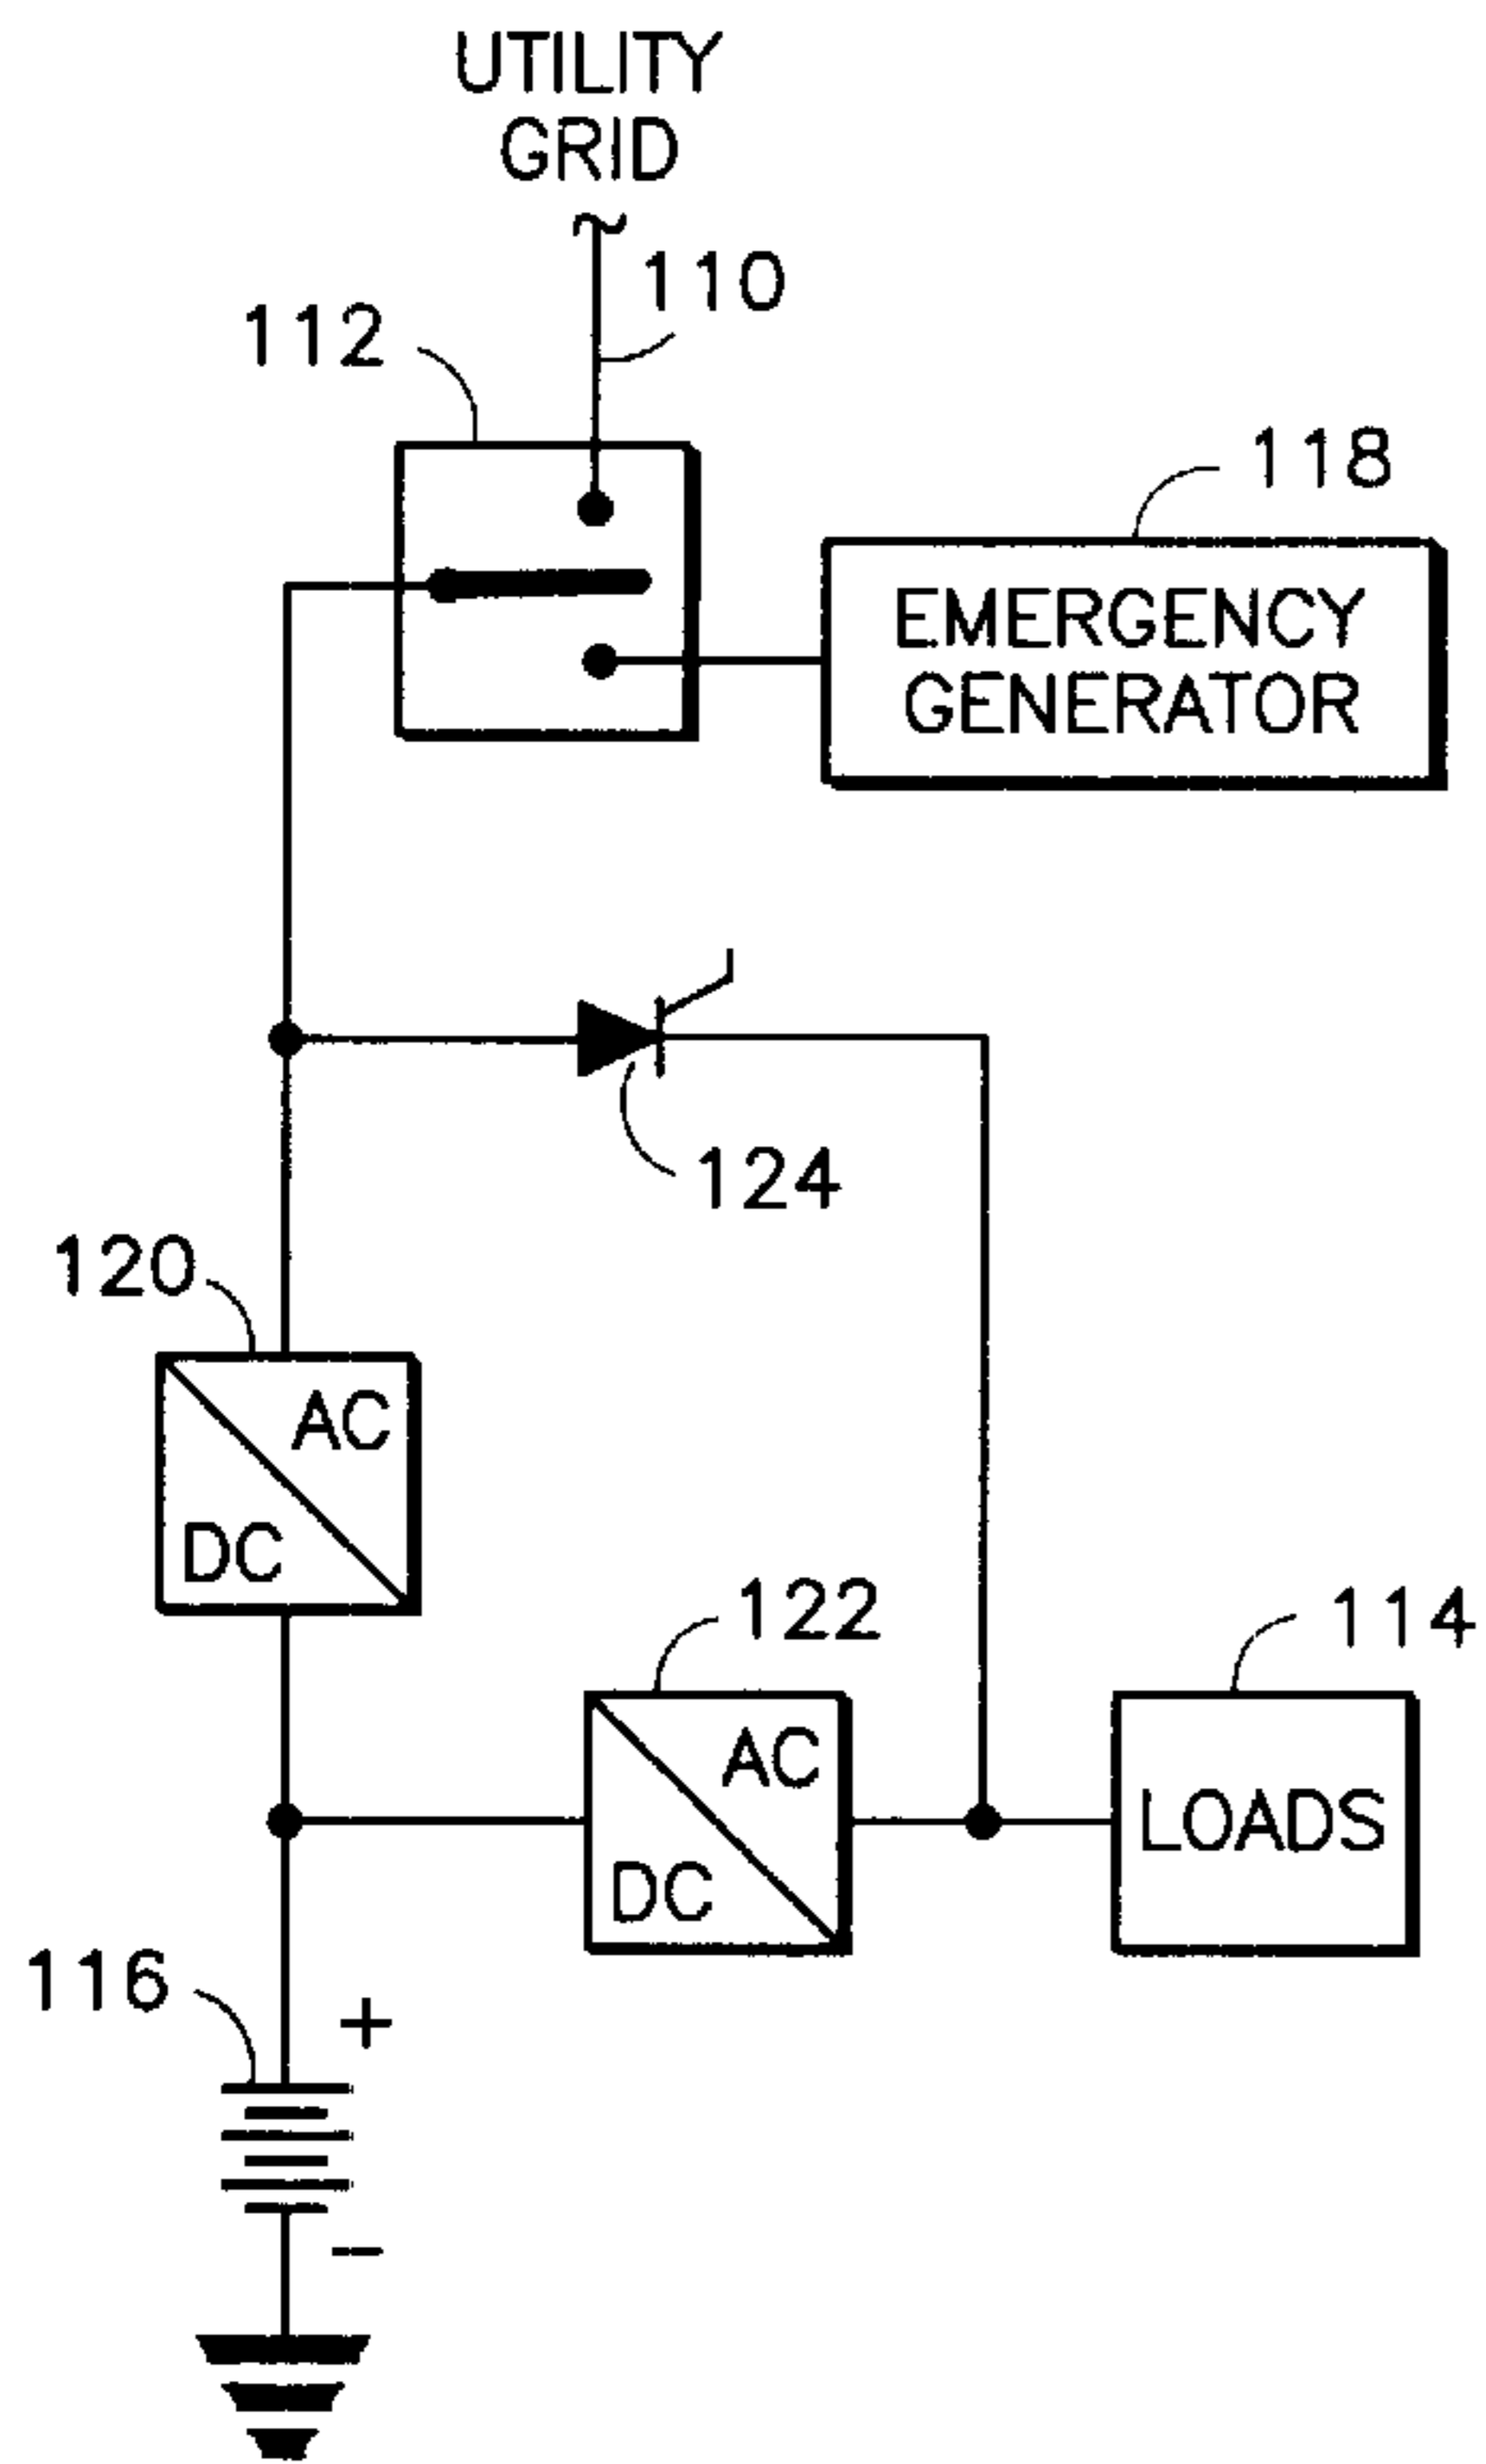 UTILITY
GRID
110
112
118
EMERGENCY
GENERATOR
124
120
AC
DC
122
114
AC
LOADS
DC
116
+
-